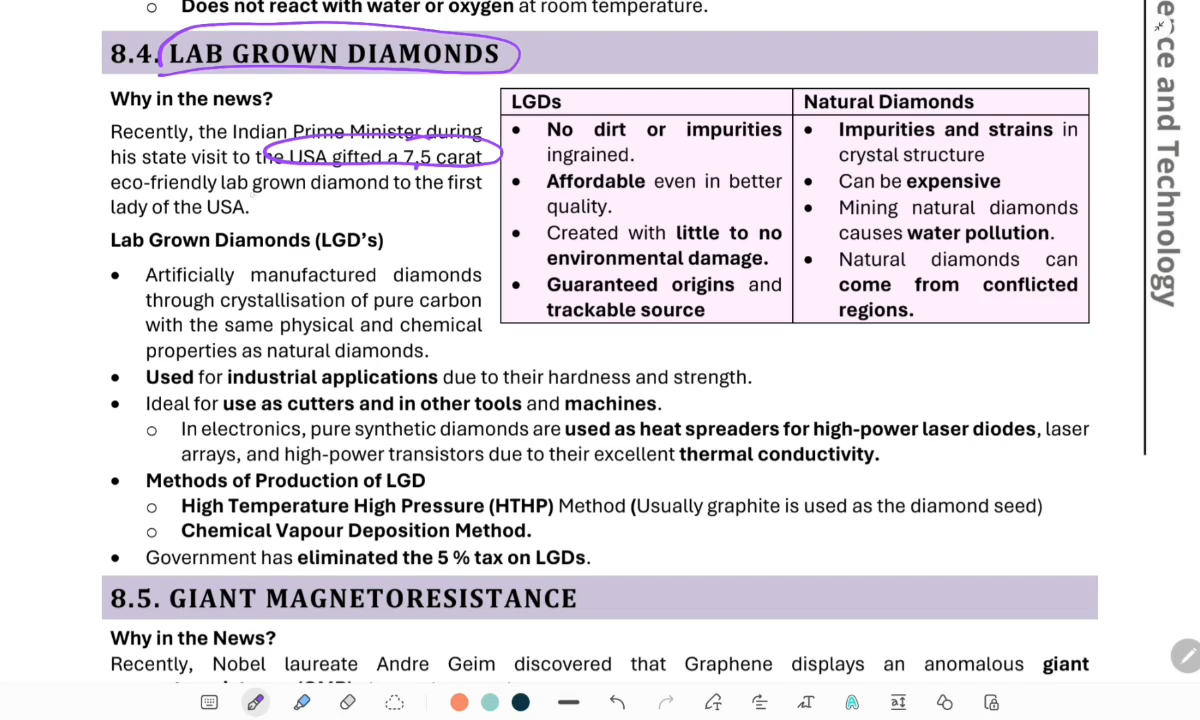 Does not react with water or oxygen at room temperature.
8.4. LAB GROWN DIAMONDS
Why in the news?
Recently, the Indian Prime Minister during
his state visit to the USA gifted a 7.5 carat
eco-friendly lab grown diamond to the first
lady of the USA.
Lab Grown Diamonds (LGD’s)
• Artificially manufactured diamonds
through crystallisation of pure carbon
with the same physical and chemical
properties as natural diamonds.
LGDs
• No dirt or impurities
ingrained.
• Affordable even in better
quality.
• Created with little to no
environmental damage.
• Guaranteed origins and
trackable source
Natural Diamonds
• Impurities and strains in
crystal structure
• Can be expensive
• Mining natural diamonds
causes water pollution.
• Natural diamonds can
come from conflicted
regions.
• Used for industrial applications due to their hardness and strength.
• Ideal for use as cutters and in other tools and machines.
o In electronics, pure synthetic diamonds are used as heat spreaders for high-power laser diodes, laser
arrays, and high-power transistors due to their excellent thermal conductivity.
• Methods of Production of LGD
o High Temperature High Pressure (HTHP) Method (Usually graphite is used as the diamond seed)
o Chemical Vapour Deposition Method.
• Government has eliminated the 5 % tax on LGDs.
8.5. GIANT MAGNETORESISTANCE
Why in the News?
Recently, Nobel laureate Andre Geim discovered that Graphene displays an anomalous giant
ce and Technology